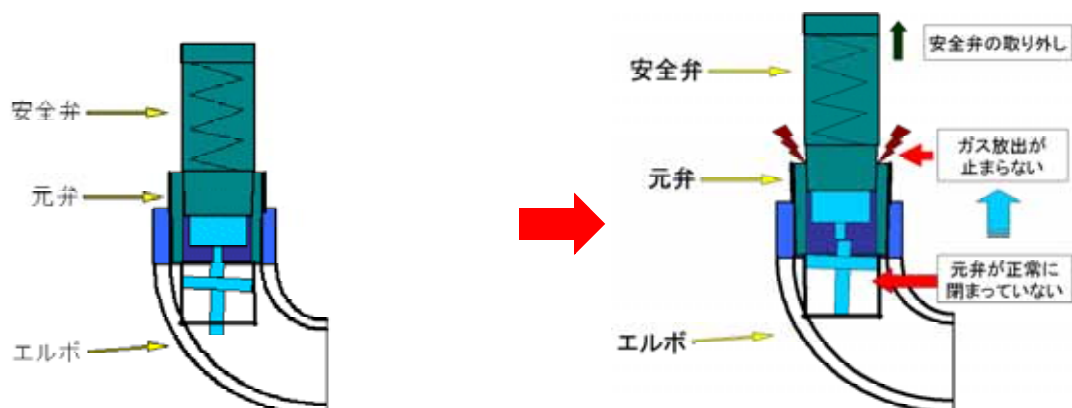 安全弁
元弁
エルボ
安全弁の取り外し
安全弁
ガス放出が
止まらない
元弁
元弁が正常に
閉まっていない
エルボ